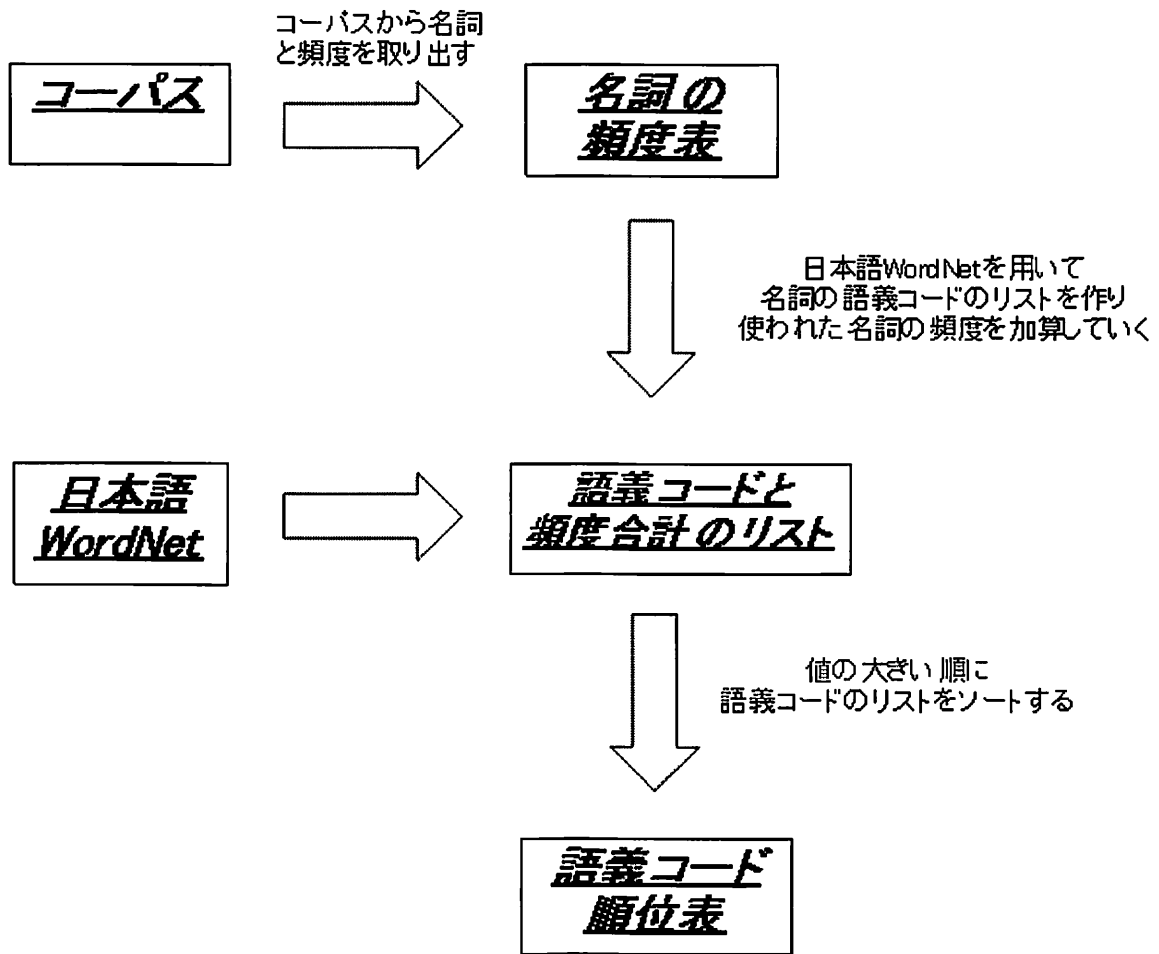 コーパスから名詞
と頻度を取り出す
コーパス
名詞の
頻度表
日本語WordNetを用いて
名詞の語義コードのリストを作り
使われた名詞の頻度を加算していく
日本語
WordNet
語義コードと
頻度合計のリスト
値の大きい順に
語義コードのリストをソートする
語義コード
順位表